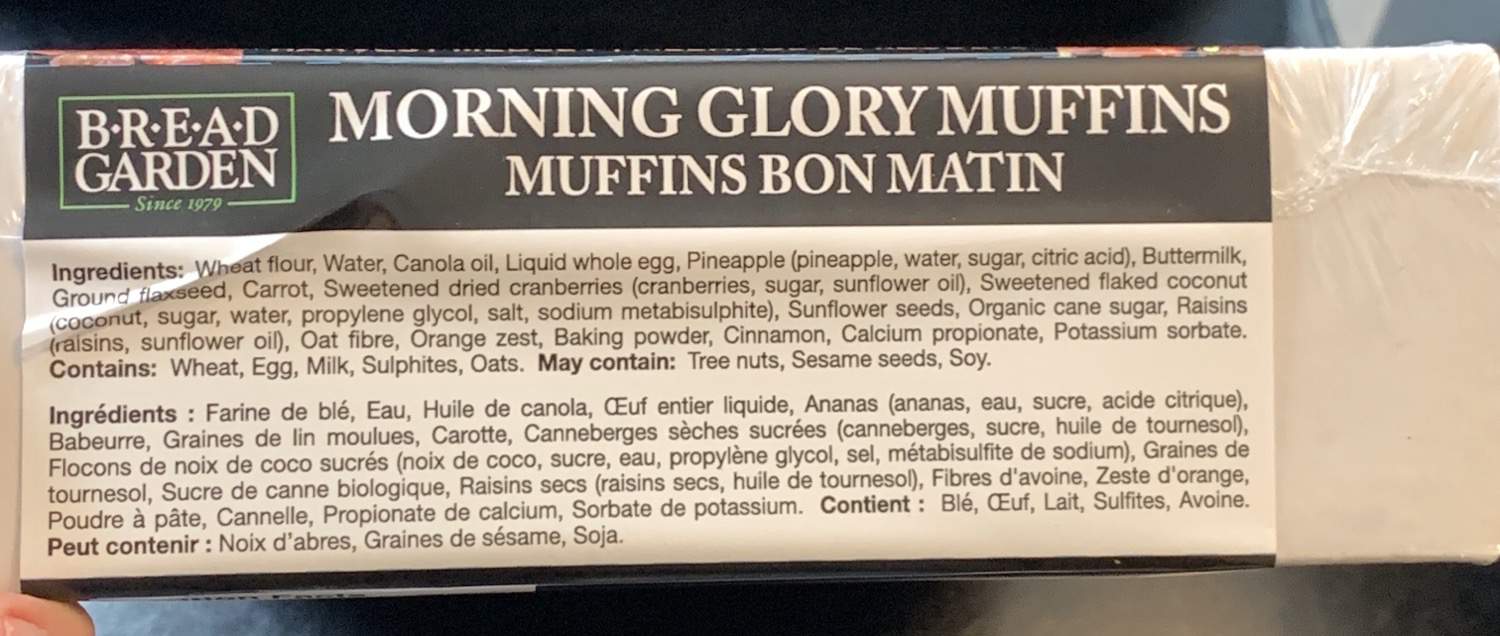 B·R·E·A·D
GARDEN
Since 1979
MORNING GLORY MUFFINS
MUFFINS BON MATIN
Ingredients: Wheat flour, Water, Canola oil, Liquid whole egg, Pineapple (pineapple, water, sugar, citric acid), Buttermilk,
Ground flaxseed, Carrot, Sweetened dried cranberries (cranberries, sugar, sunflower oil), Sweetened flaked coconut
(coconut, sugar, water, propylene glycol, salt, sodium metabisulphite), Sunflower seeds, Organic cane sugar, Raisins
(raisins, sunflower oil), Oat fibre, Orange zest, Baking powder, Cinnamon, Calcium propionate, Potassium sorbate.
Contains: Wheat, Egg, Milk, Sulphites, Oats. May contain: Tree nuts, Sesame seeds, Soy.
Ingrédients : Farine de blé, Eau, Huile de canola, Œuf entier liquide, Ananas (ananas, eau, sucre, acide citrique),
Babeurre, Graines de lin moulues, Carotte, Canneberges sèches sucrées (canneberges, sucre, huile de tournesol),
Flocons de noix de coco sucrés (noix de coco, sucre, eau, propylène glycol, sel, métabisulfite de sodium), Graines de
tournesol, Sucre de canne biologique, Raisins secs (raisins secs, huile de tournesol), Fibres d'avoine, Zeste d'orange,
Poudre à pâte, Cannelle, Propionate de calcium, Sorbate de potassium. Contient : Blé, Œuf, Lait, Sulfites, Avoine.
Peut contenir : Noix d'abres, Graines de sésame, Soja.